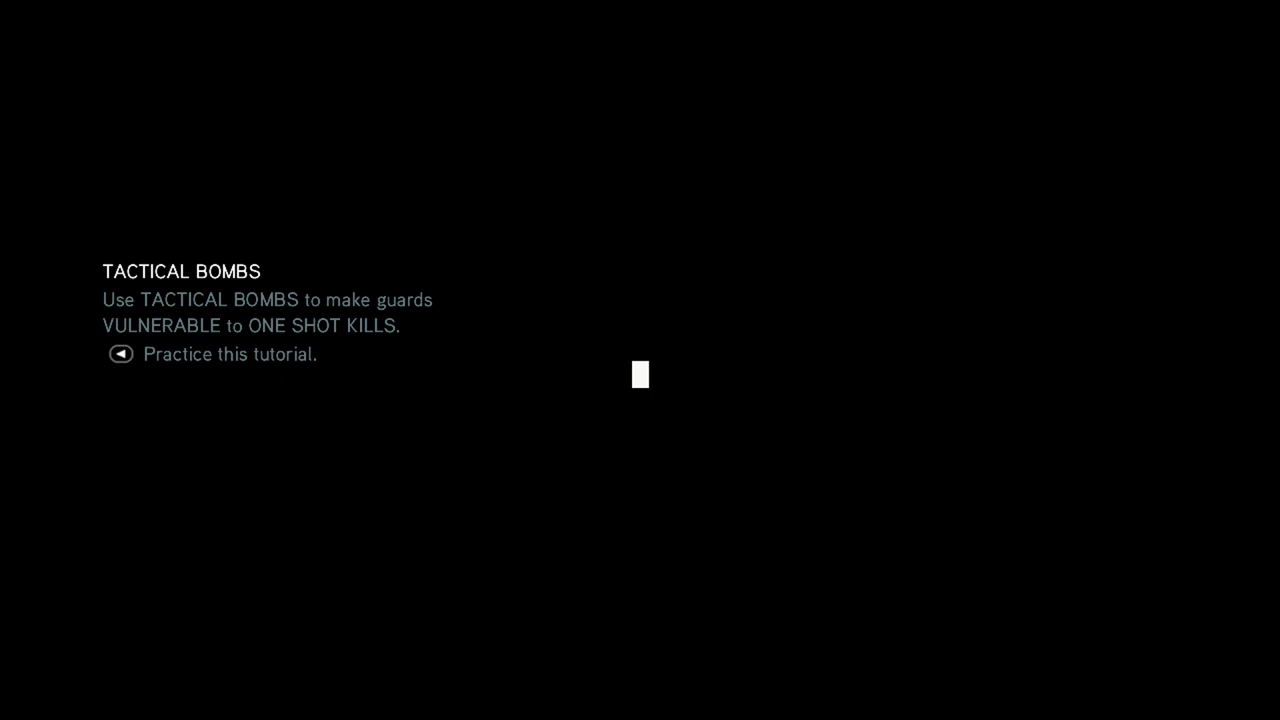 TACTICAL BOMBS
Use TACTICAL BOMBS to make guards
VULNERABLE to ONE SHOT KILLS.
Practice this tutorial.